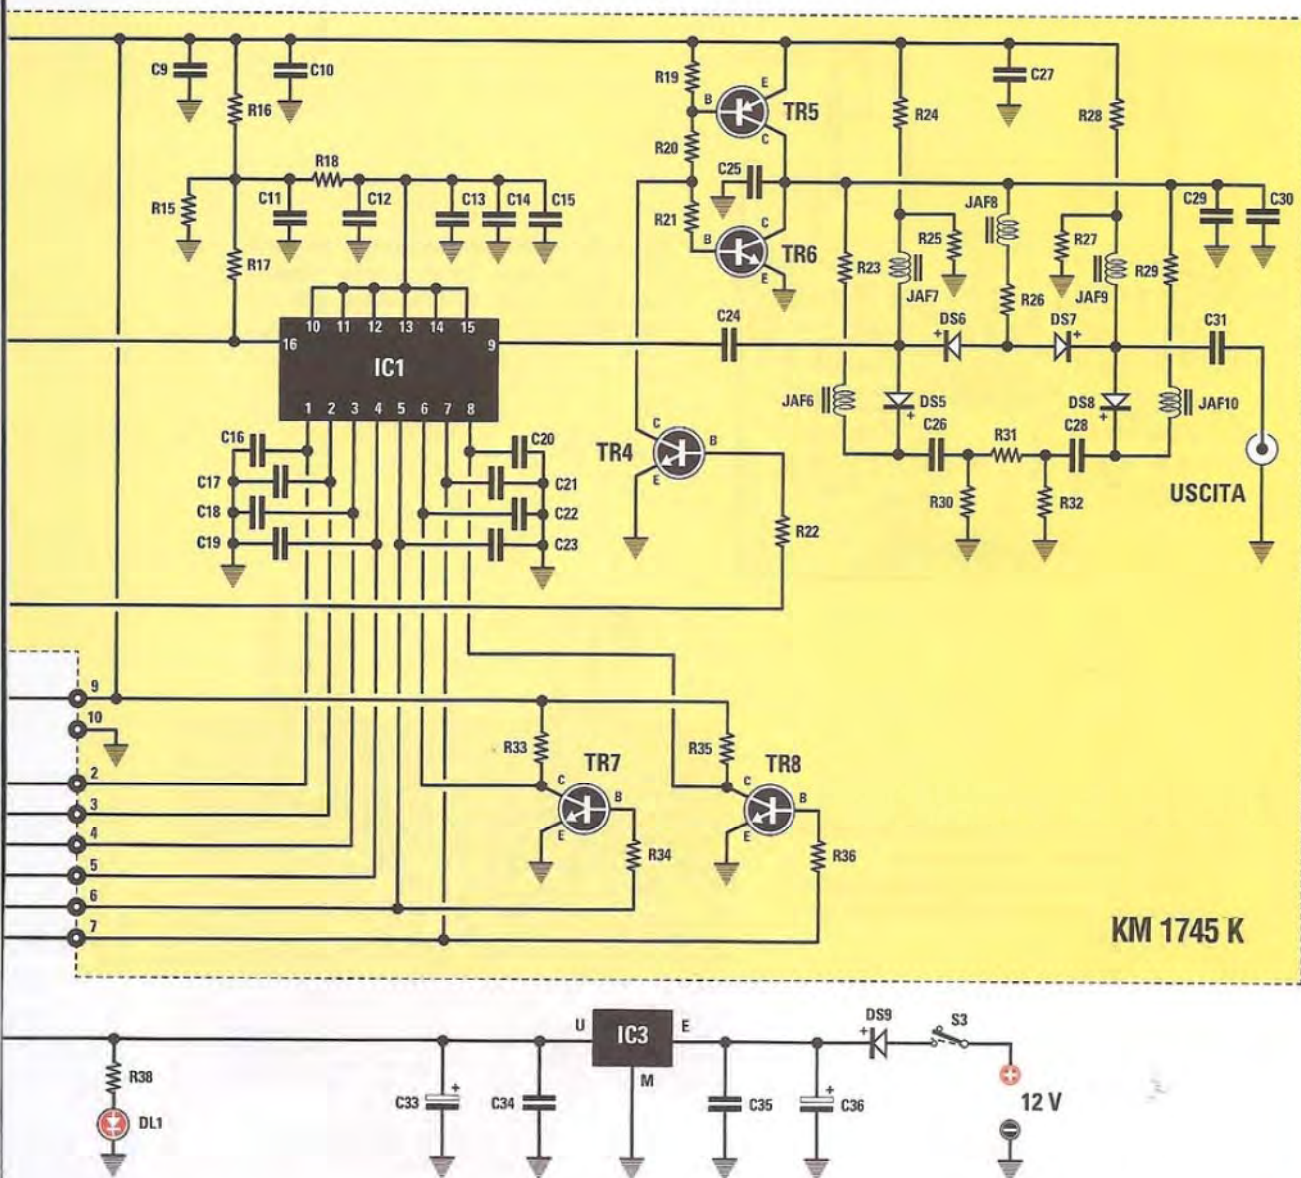 C9
R16
C10
R19
B
E
TR5
C
R20
C25
R21
B
C
TR6
E
R24
C27
R28
R15
R18
C11
C12
C13
C14
C15
R17
R23
R25
JAF7
JAF8
R26
R27
JAF9
R29
C29
C30
10 11 12 13 14 15
16
9
IC1
1 2 3 4 5 6 7 8
C24
DS6
+
DS7
+
C31
JAF6
DS5
+
DS8
+
JAF10
C26
R31
C28
R30
R32
USCITA
C16
C17
C18
C19
C20
C21
C22
C23
TR4
C
B
E
R22
9
10
2
3
4
5
6
7
R33
TR7
C
B
E
R34
R35
TR8
C
B
E
R36
KM 1745 K
R38
DL1
C33
+
C34
U
IC3
E
M
C35
+
C36
DS9
+
S3
+
12 V
−